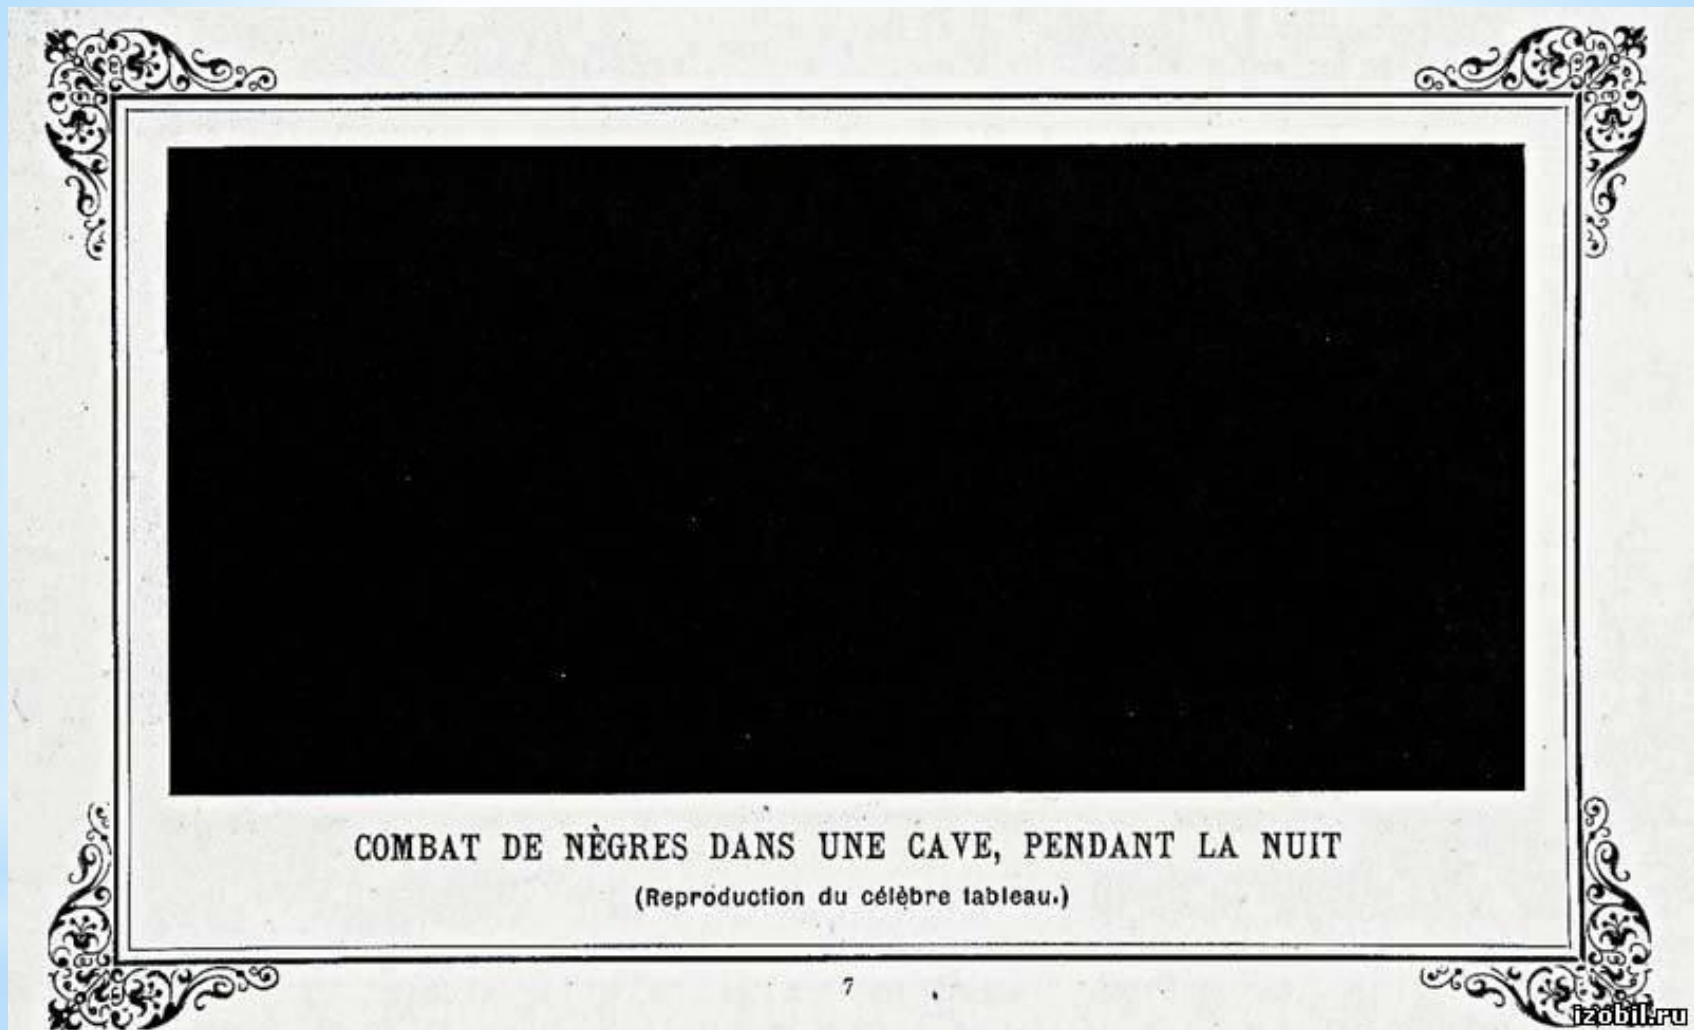 COMBAT DE NÈGRES DANS UNE CAVE, PENDANT LA NUIT
(Reproduction du célèbre tableau.)
7
izobil.ru